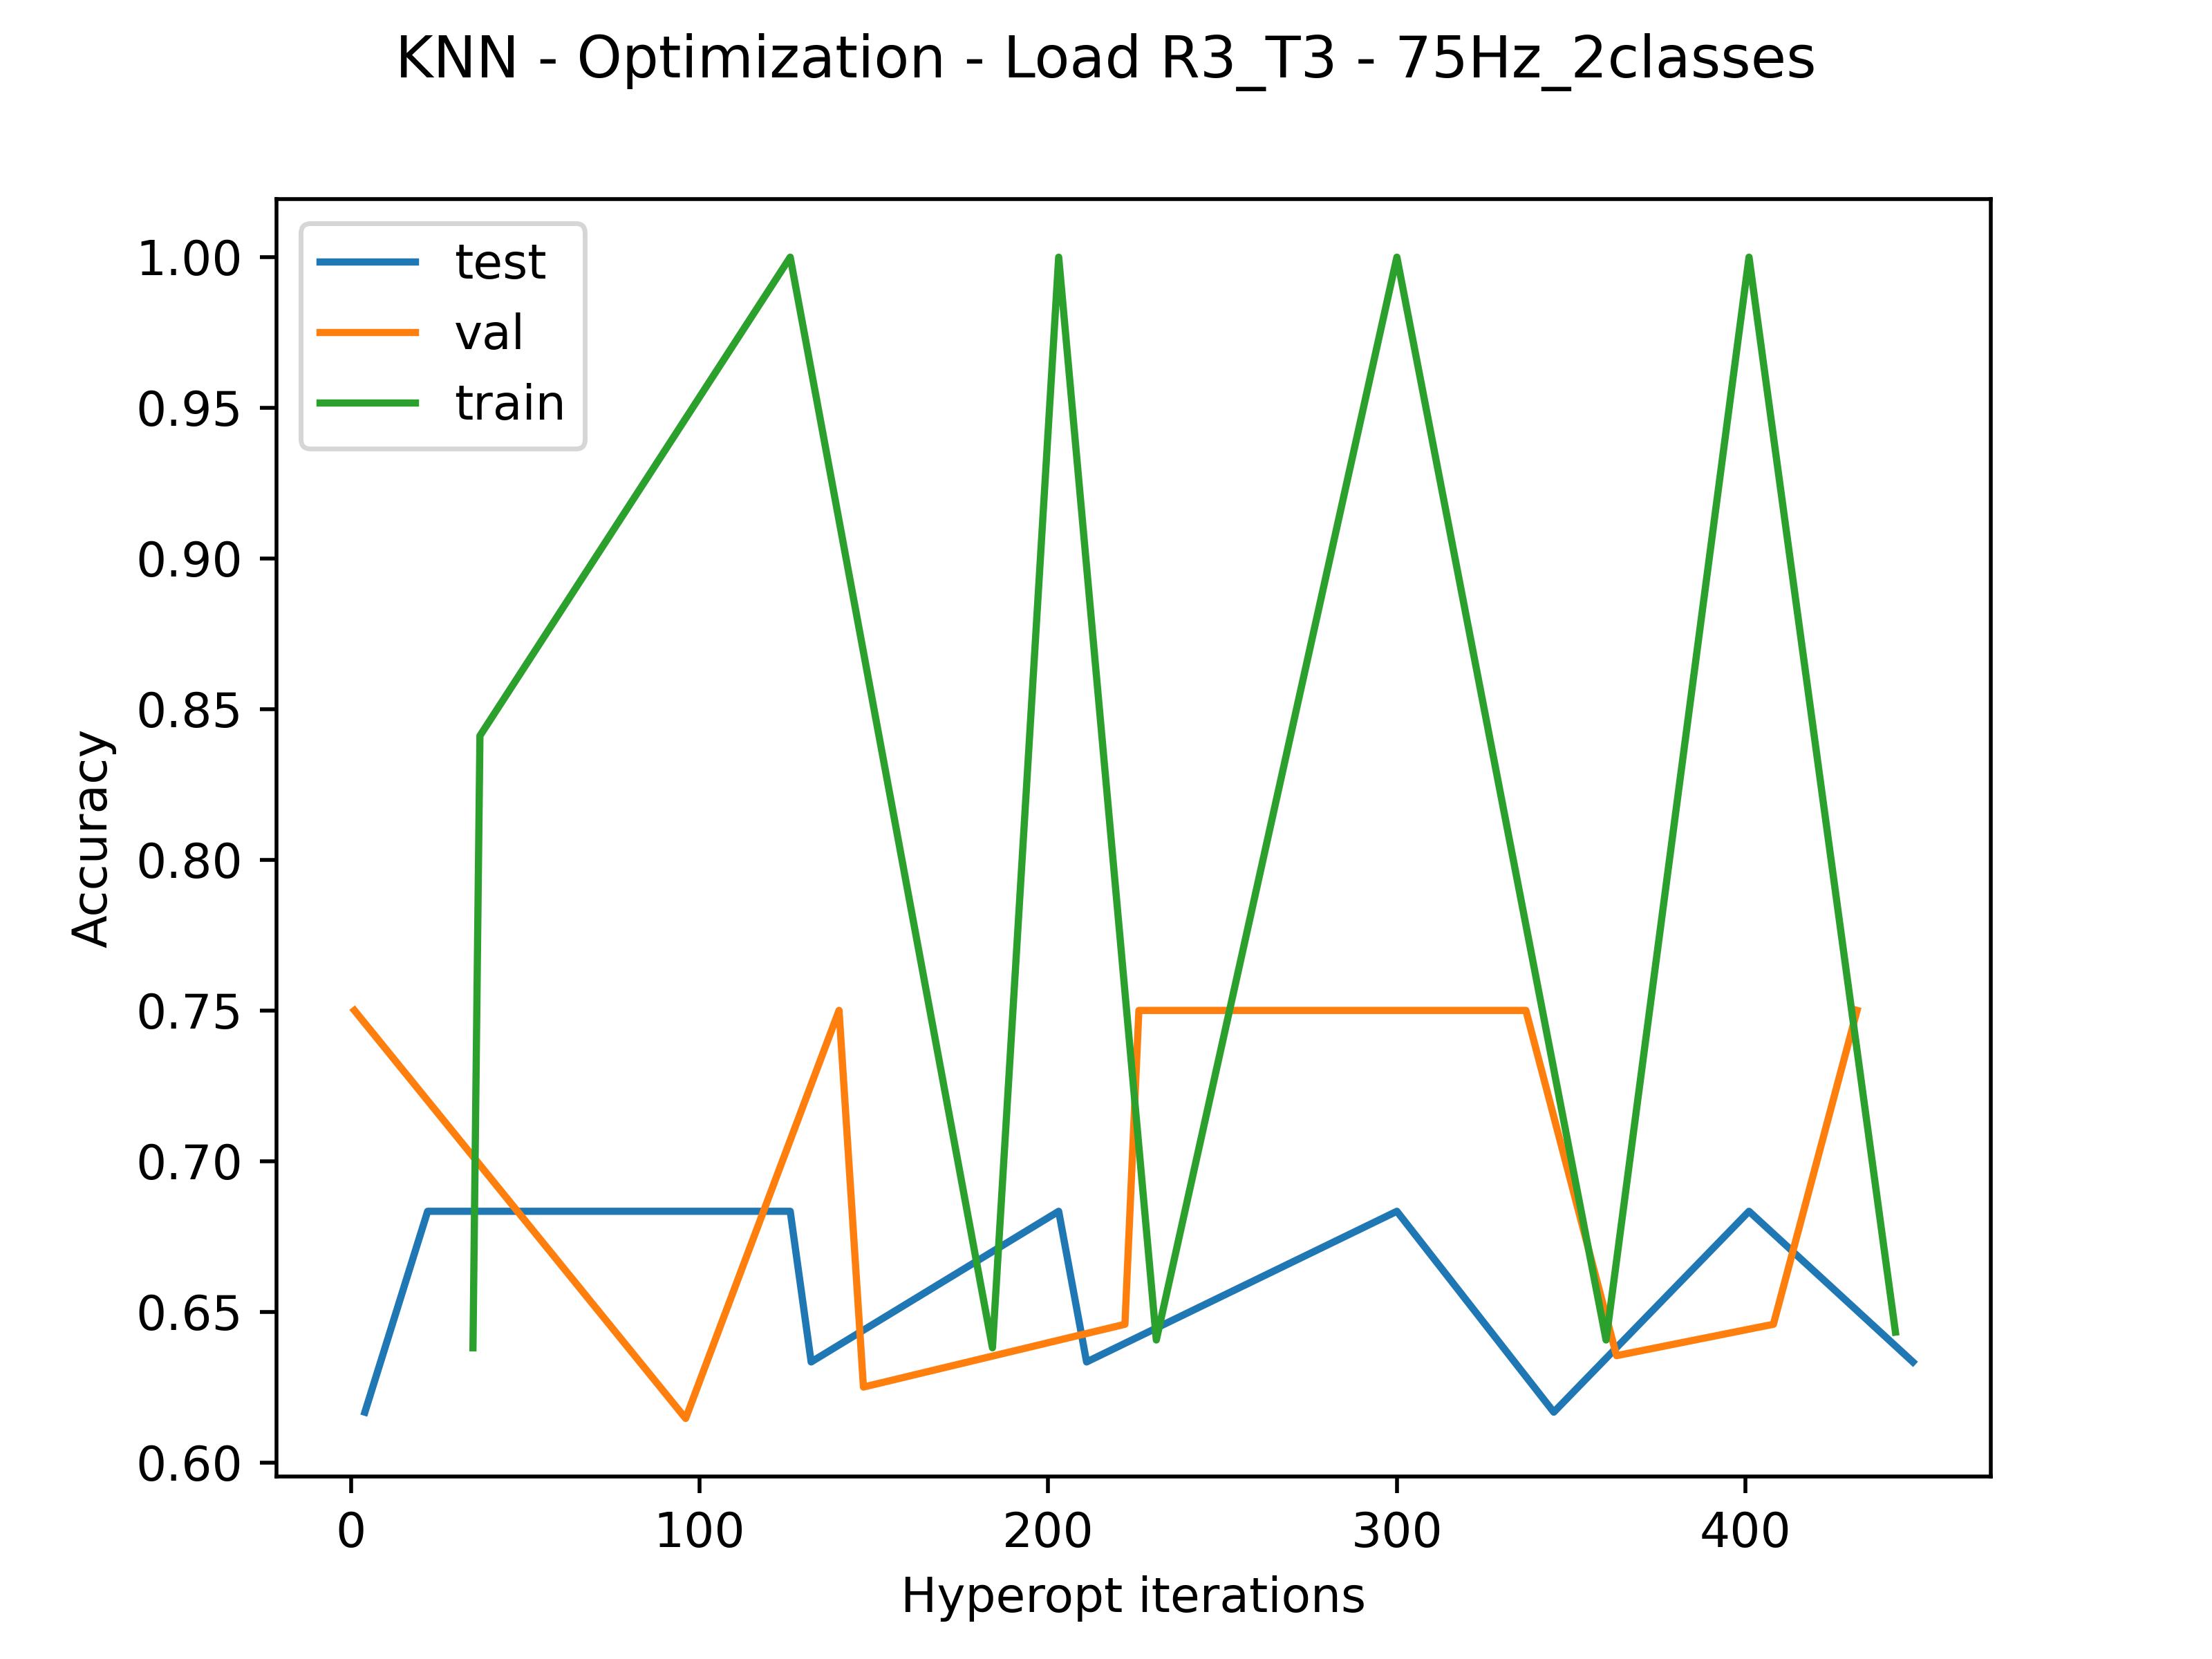 KNN - Optimization - Load R3_T3 - 75Hz_2classes
test
val
train
1.00
0.95
0.90
0.85
0.80
0.75
0.70
0.65
0.60
Accuracy
0 100 200 300 400
Hyperopt iterations